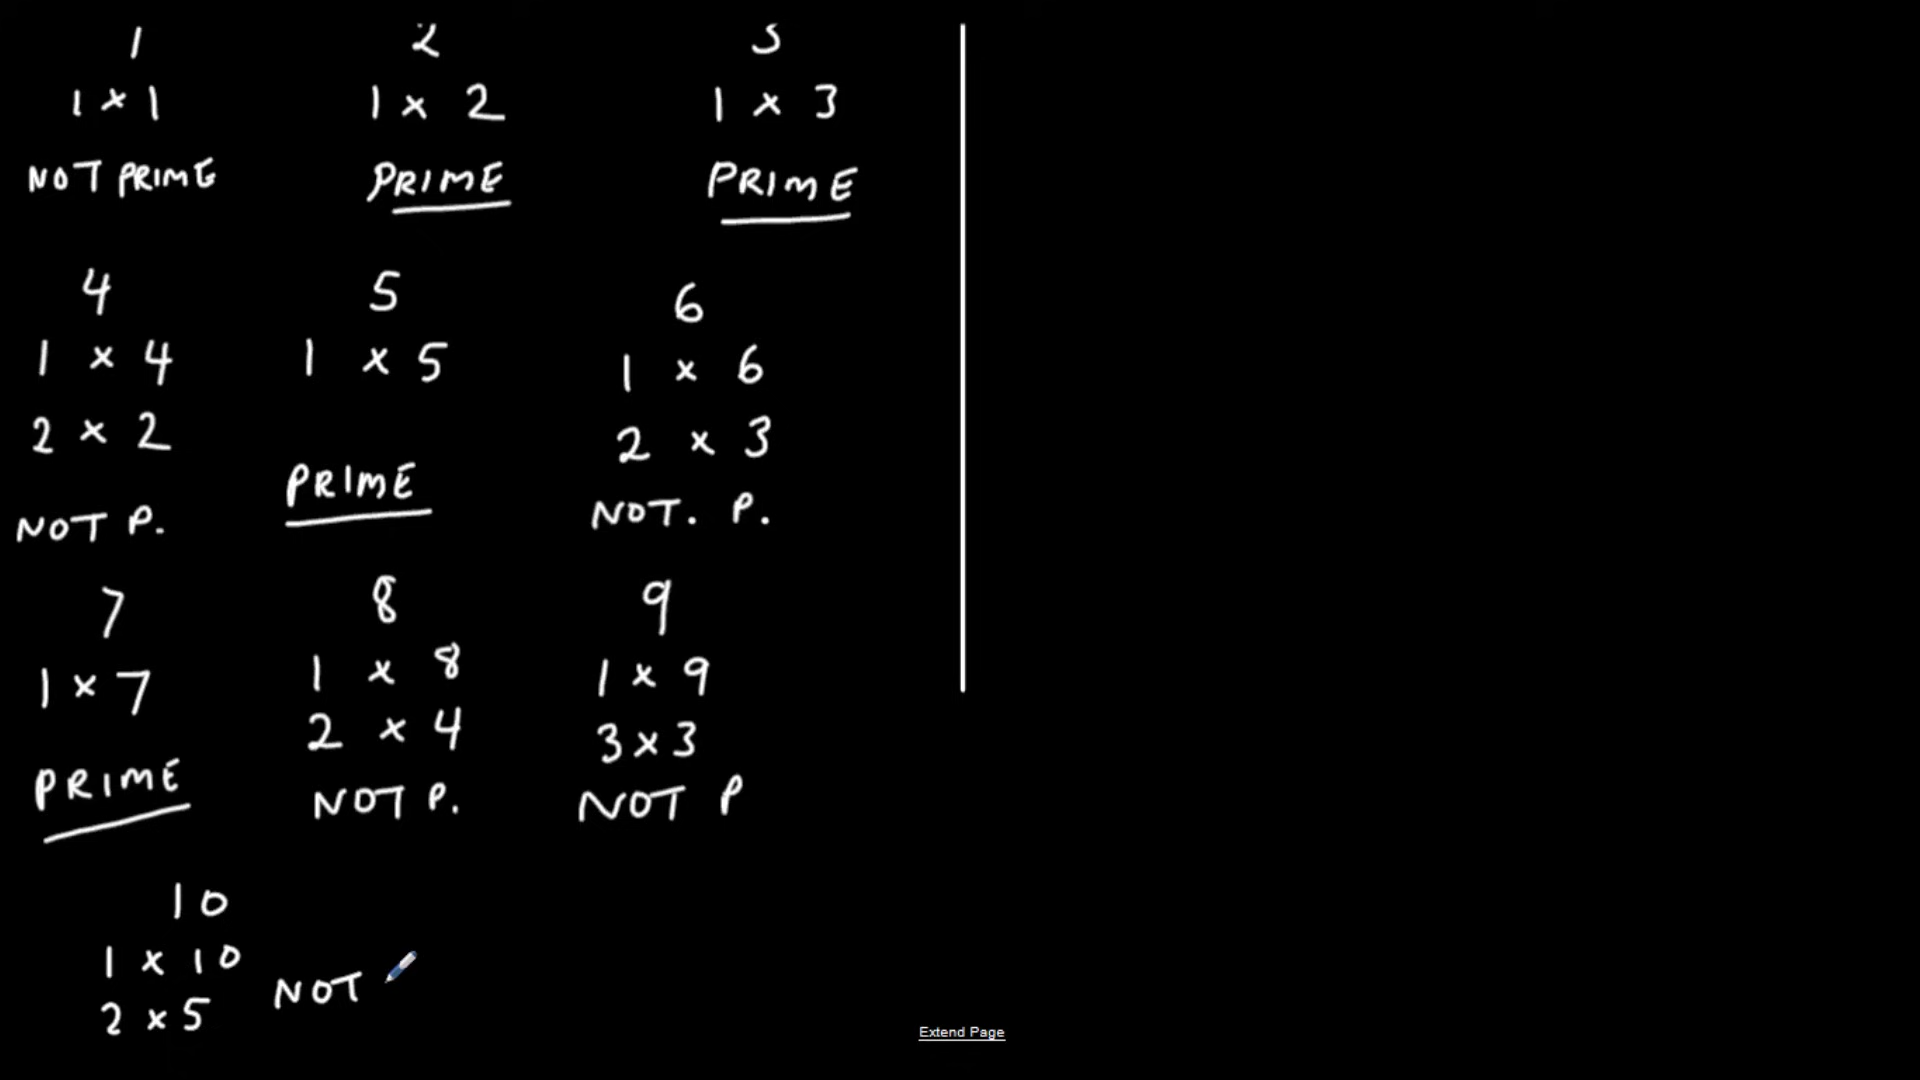 1
1 x 1
NOT PRIME
2
1 x 2
PRIME
3
1 x 3
PRIME
4
1 x 4
2 x 2
NOT P.
5
1 x 5
PRIME
6
1 x 6
2 x 3
NOT. P.
7
1 x 7
PRIME
8
1 x 8
2 x 4
NOT P.
9
1 x 9
3 x 3
NOT P
10
1 x 10
2 x 5
NOT
Extend Page